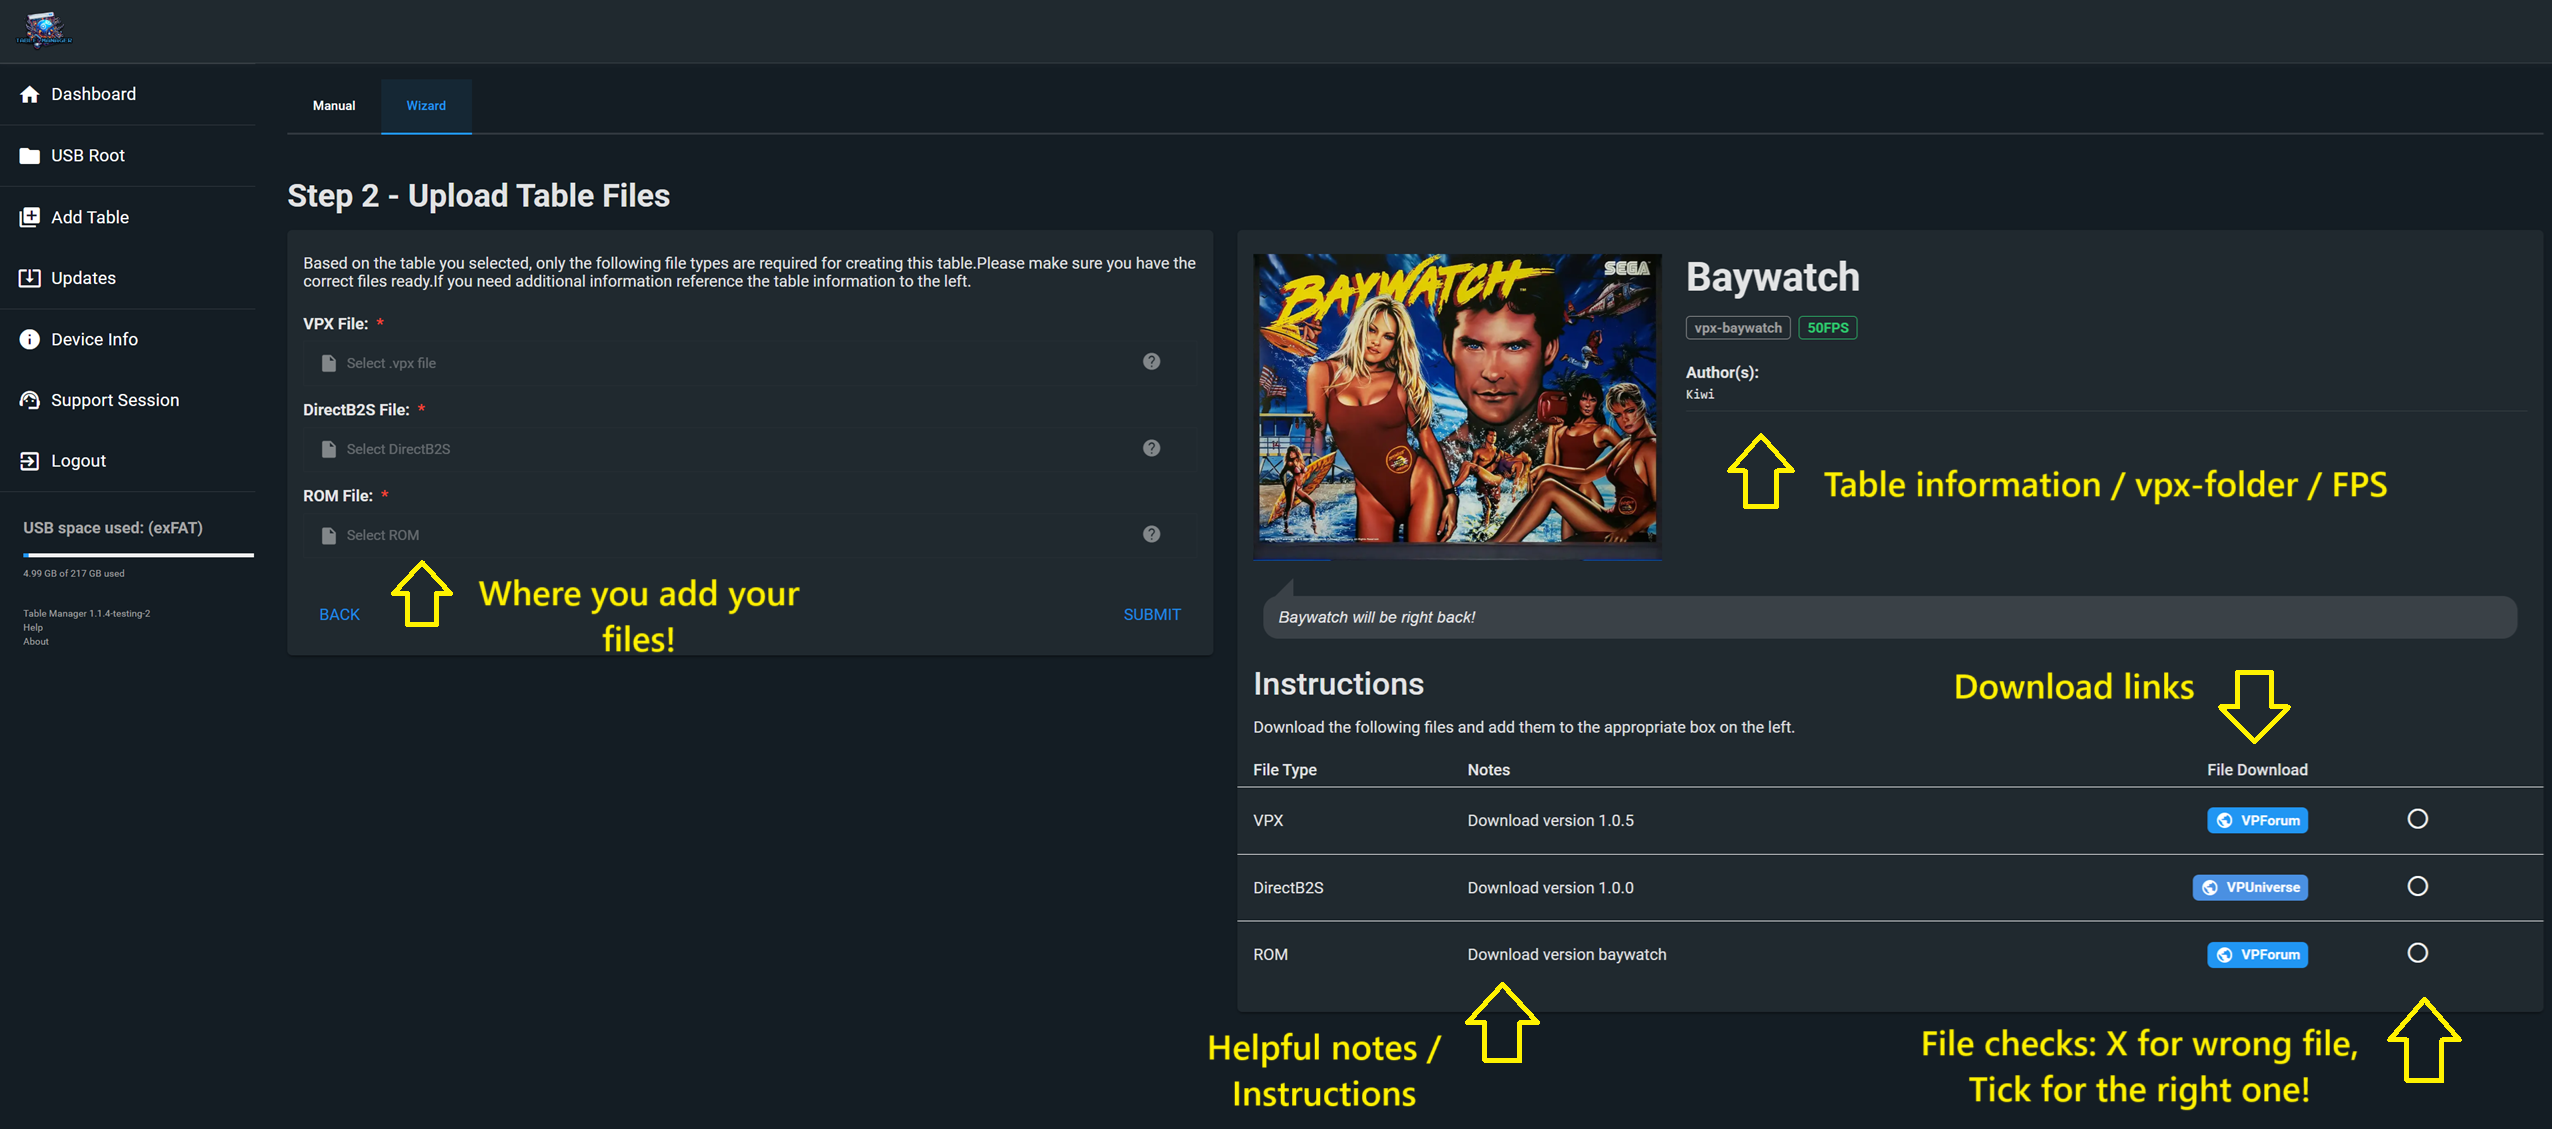 TABLE MANAGER
Dashboard
USB Root
Add Table
Updates
Device Info
Support Session
Logout
USB space used: (exFAT)
4.99 GB of 217 GB used
Table Manager 1.1.4-testing-2
Help
About
Manual
Wizard
Step 2 - Upload Table Files
Based on the table you selected, only the following file types are required for creating this table.Please make sure you have the
correct files ready.If you need additional information reference the table information to the left.
VPX File: *
Select .vpx file
DirectB2S File: *
Select DirectB2S
ROM File: *
Select ROM
Where you add your
files!
BACK
SUBMIT
BAYWATCH
SEGA
Baywatch
vpx-baywatch
50FPS
Author(s):
Kiwi
Table information / vpx-folder / FPS
Baywatch will be right back!
Instructions
Download links
Download the following files and add them to the appropriate box on the left.
File Type Notes File Download
VPX Download version 1.0.5 VPForum
DirectB2S Download version 1.0.0 VPUniverse
ROM Download version baywatch VPForum
Helpful notes /
Instructions
File checks: X for wrong file,
Tick for the right one!